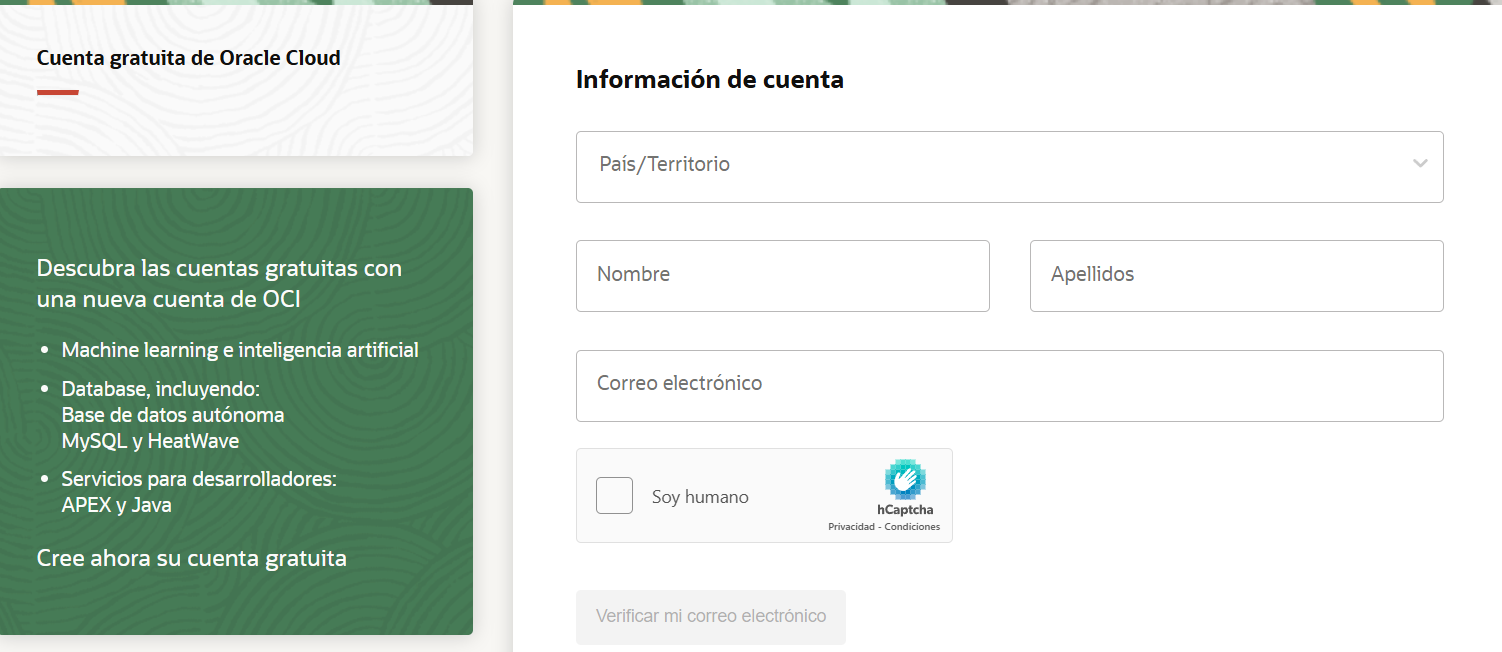 Cuenta gratuita de Oracle Cloud
Descubra las cuentas gratuitas con
una nueva cuenta de OCI
• Machine learning e inteligencia artificial
• Database, incluyendo:
Base de datos autónoma
MySQL y HeatWave
• Servicios para desarrolladores:
APEX y Java
Cree ahora su cuenta gratuita
Información de cuenta
País/Territorio
Nombre
Apellidos
Correo electrónico
Soy humano
hCaptcha
Privacidad - Condiciones
Verificar mi correo electrónico